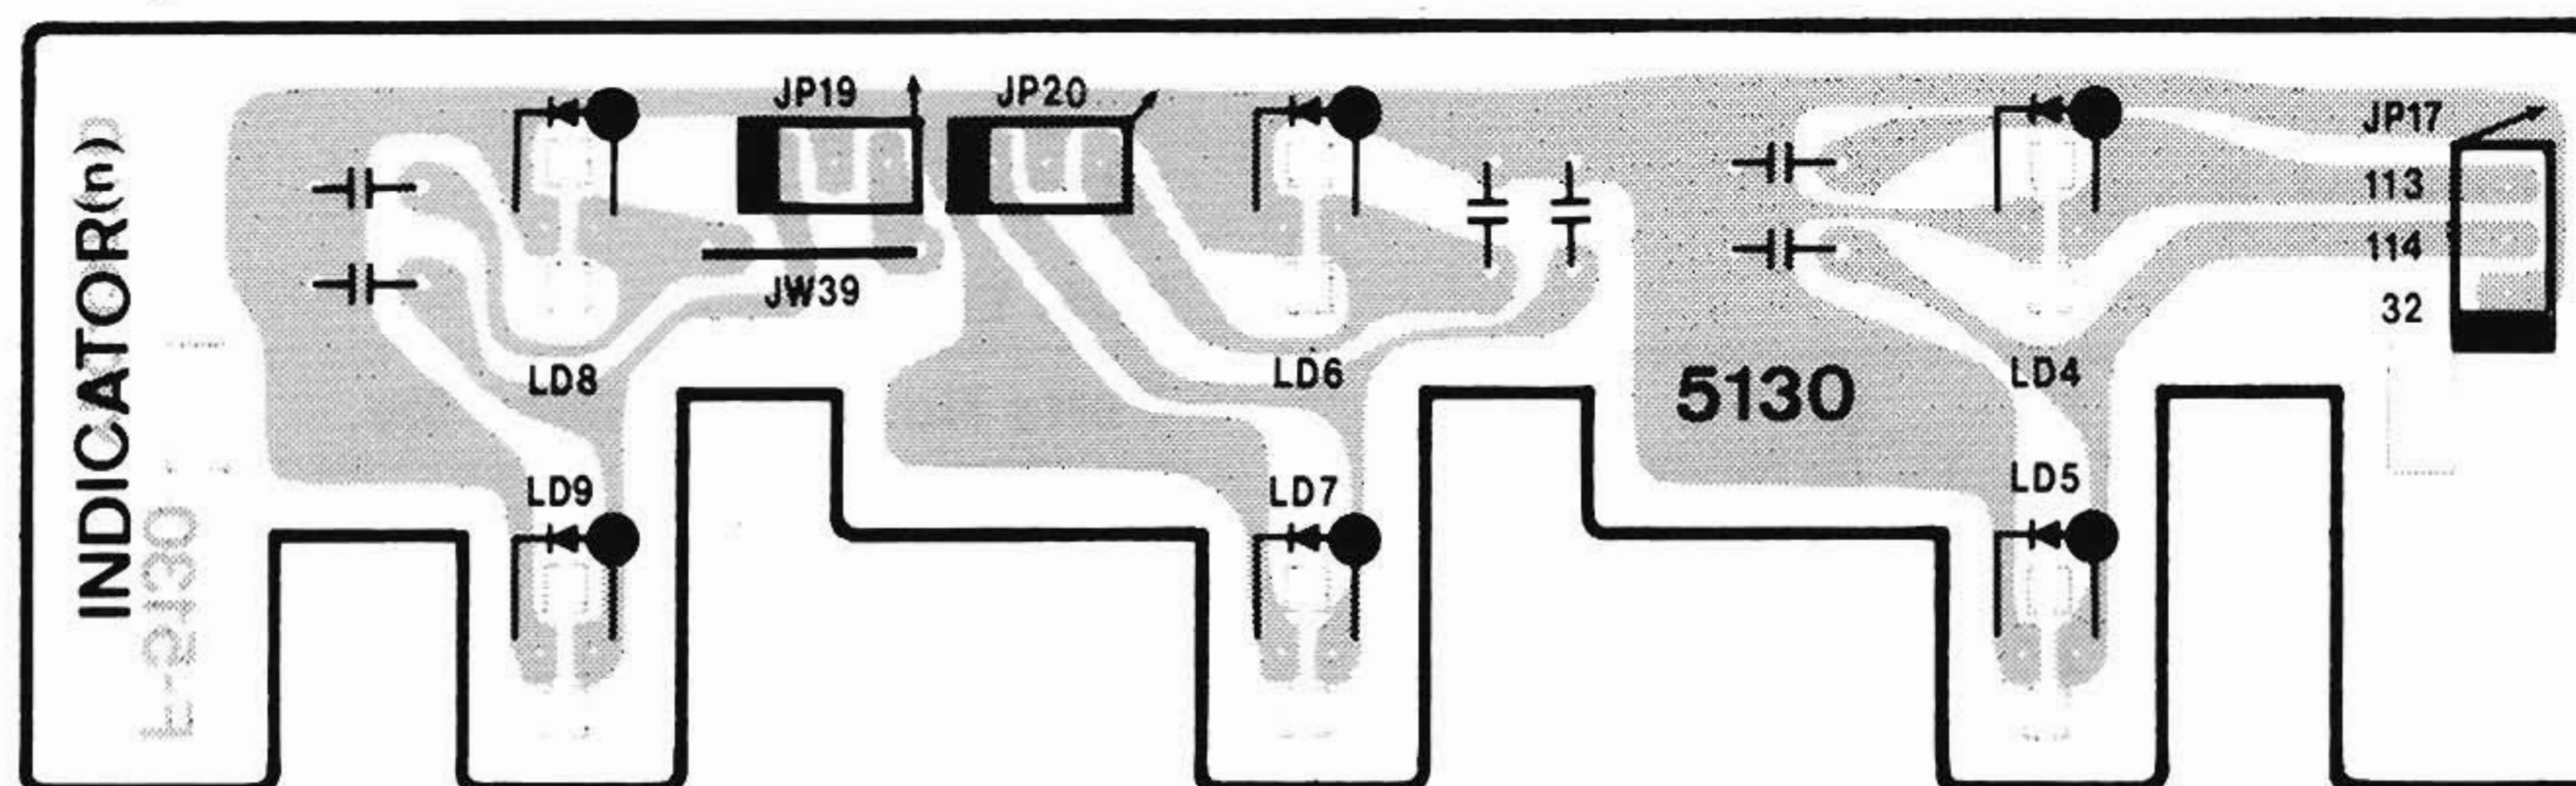 INDICATOR(n)
JP19
JP20
JP17
113
114
32
JW39
LD8
LD6
5130
LD4
LD9
LD7
LD5